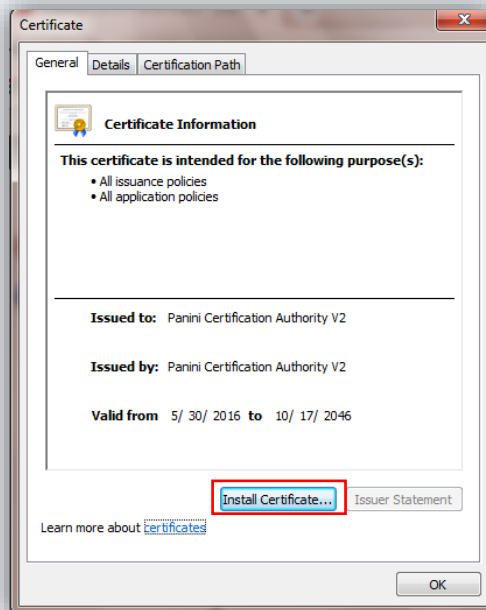 Certificate
X
General Details Certification Path
Certificate Information
This certificate is intended for the following purpose(s):
• All issuance policies
• All application policies
Issued to: Panini Certification Authority V2
Issued by: Panini Certification Authority V2
Valid from 5/ 30/ 2016 to 10/ 17/ 2046
Install Certificate... Issuer Statement
Learn more about certificates
OK